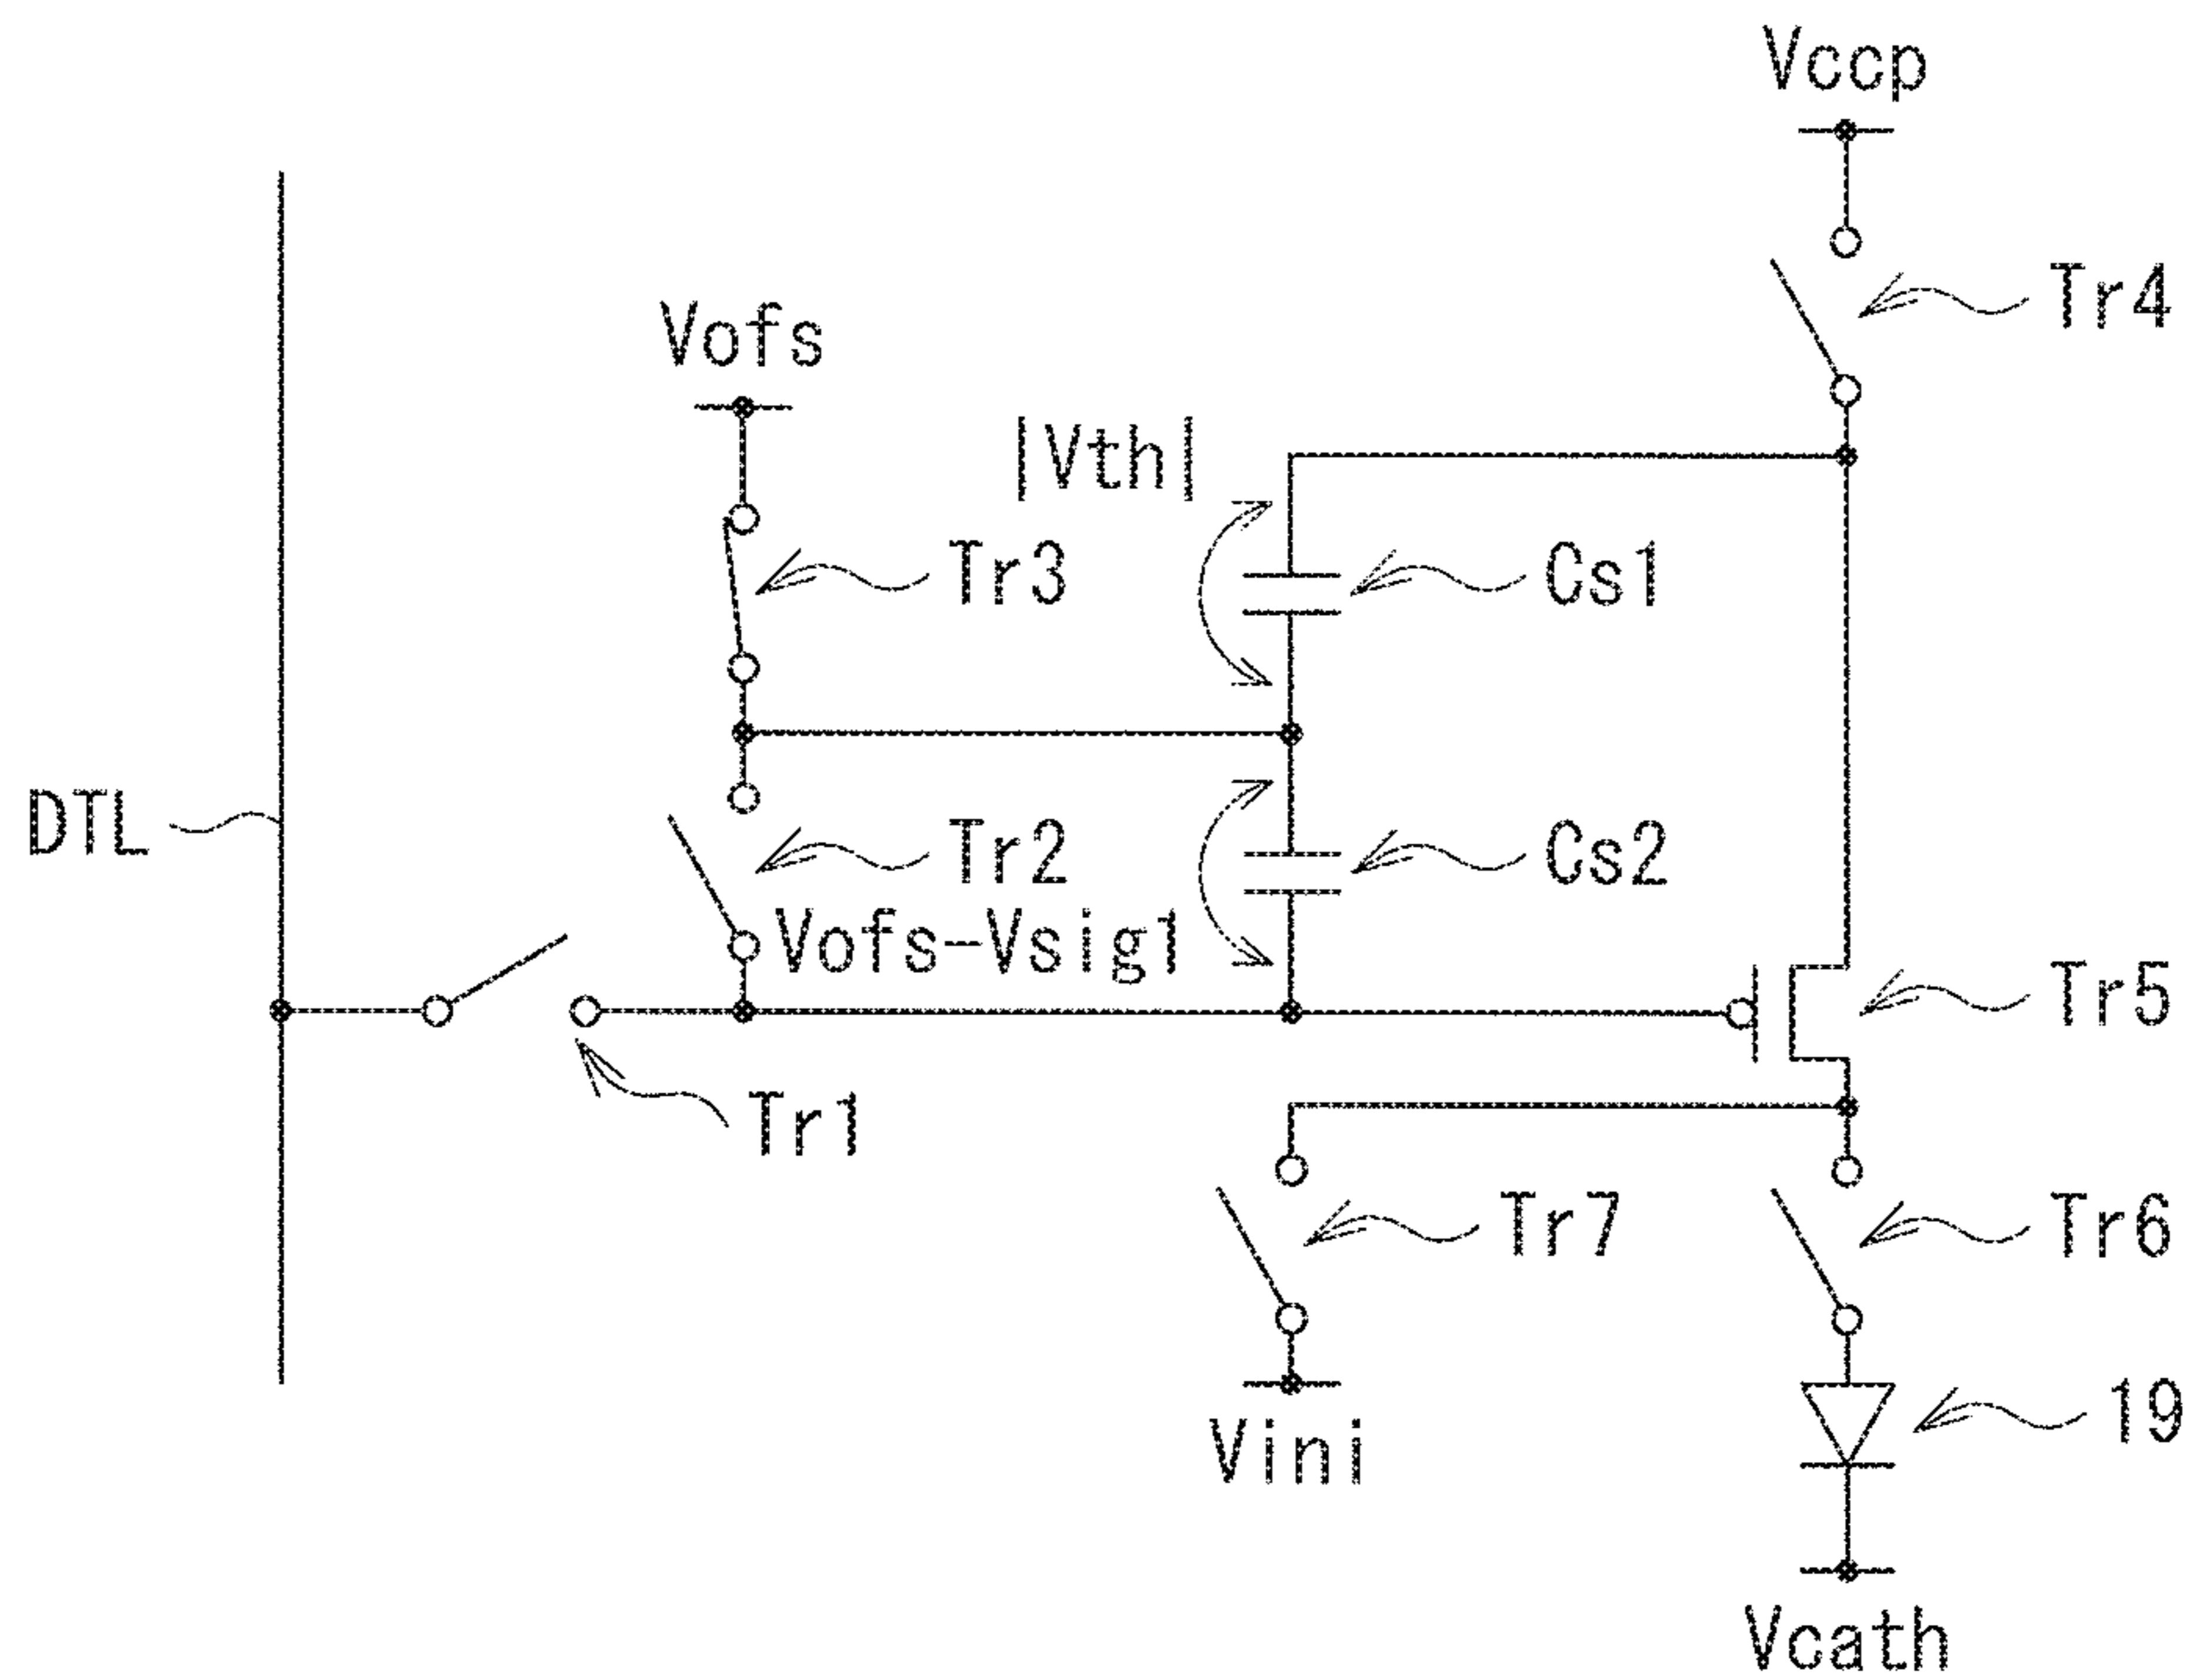 Vccp
Tr4
Vofs
|Vth|
Tr3
Cs1
DTL
Tr2
Cs2
Vofs-Vsig1
Tr5
Tr1
Tr7
Tr6
19
Vini
Vcath